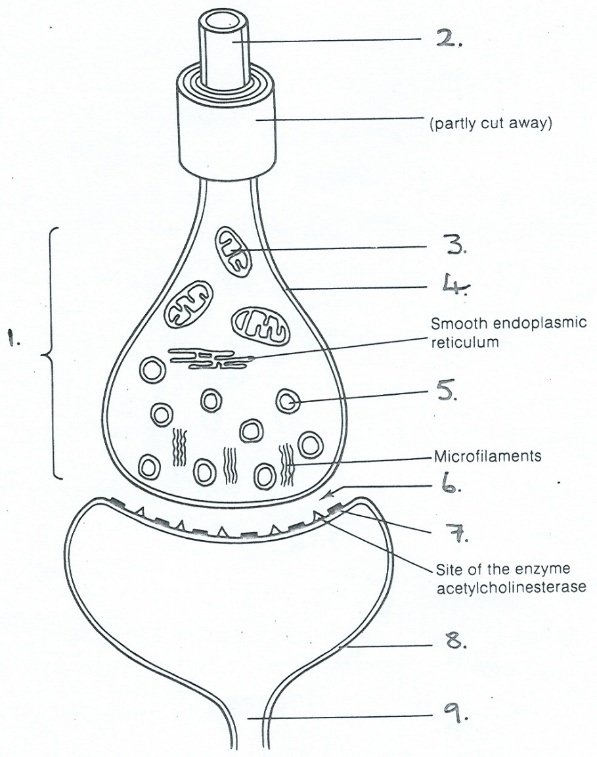 2.
(partly cut away)
3.
4.
Smooth endoplasmic
reticulum
1.
5.
Microfilaments
6.
7.
Site of the enzyme
acetylcholinesterase
8.
9.